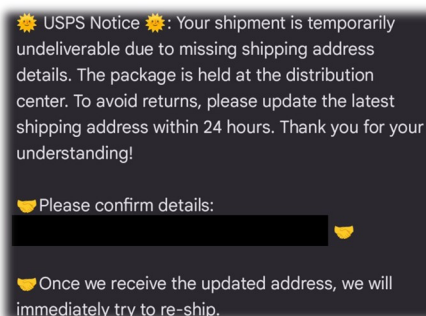 🌞 USPS Notice 🌞: Your shipment is temporarily
undeliverable due to missing shipping address
details. The package is held at the distribution
center. To avoid returns, please update the latest
shipping address within 24 hours. Thank you for your
understanding!
🤝Please confirm details:
🤝
🤝Once we receive the updated address, we will
immediately try to re-ship.